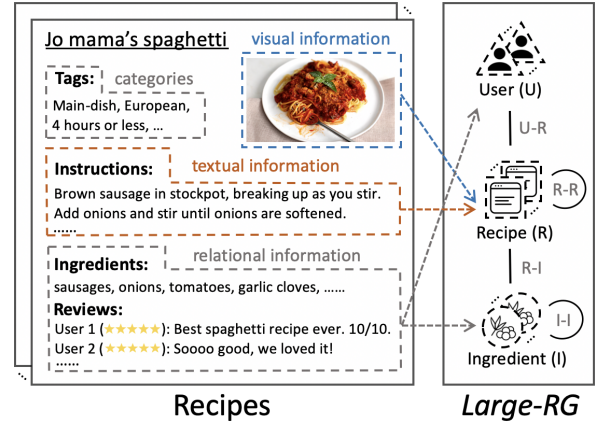 Jo mama's spaghetti
visual information
Tags: categories
Main-dish, European,
4 hours or less, ...
Instructions: textual information
Brown sausage in stockpot, breaking up as you stir.
Add onions and stir until onions are softened.
......
Ingredients: relational information
sausages, onions, tomatoes, garlic cloves, ......
Reviews:
User 1 (★★★★★): Best spaghetti recipe ever. 10/10.
User 2 (★★★★★): Soooo good, we loved it!
......
Recipes
User (U)
U-R
R-R
Recipe (R)
R-I
I-I
Ingredient (I)
Large-RG